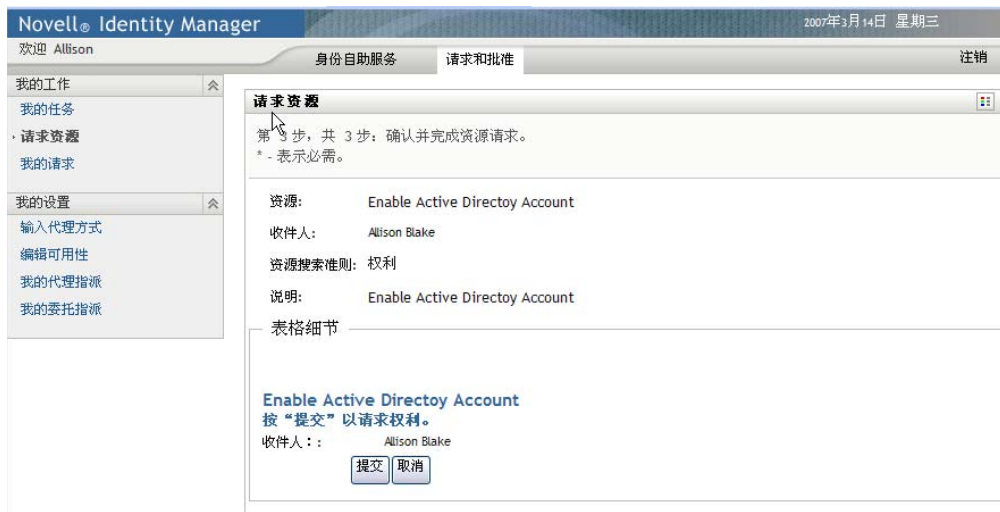 Novell® Identity Manager
2007年3月14日 星期三
欢迎 Allison
身份自助服务
请求和批准
注销
我的工作
我的任务
请求资源
我的请求
我的设置
输入代理方式
编辑可用性
我的代理指派
我的委托指派
请求资源
第 3 步，共 3 步：确认并完成资源请求。
* - 表示必需。
资源: Enable Active Directoy Account
收件人: Allison Blake
资源搜索准则: 权利
说明: Enable Active Directoy Account
表格细节
Enable Active Directoy Account
按“提交”以请求权利。
收件人：: Allison Blake
提交 取消